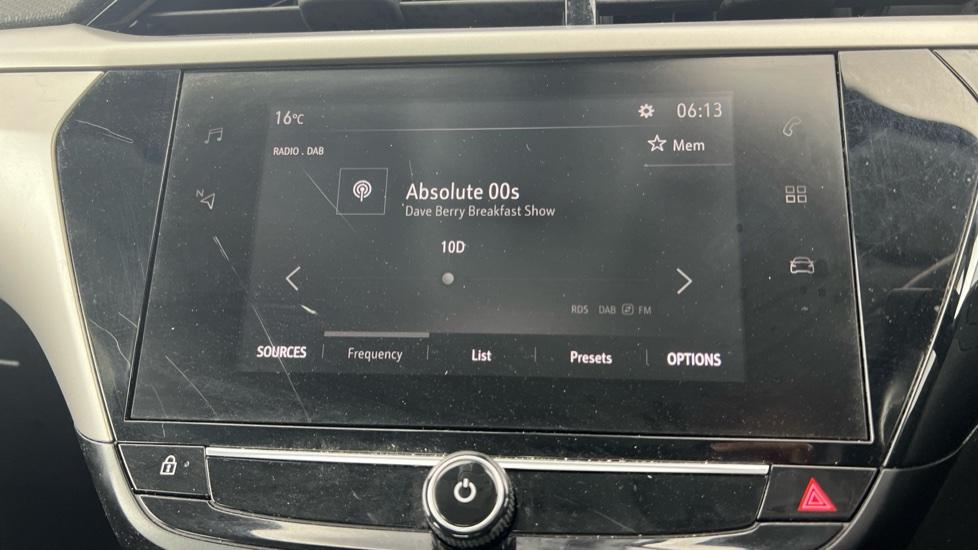 16°C 06:13
Mem
RADIO . DAB
N
Absolute 00s
Dave Berry Breakfast Show
10D
RDS DAB FM
SOURCES Frequency List Presets OPTIONS